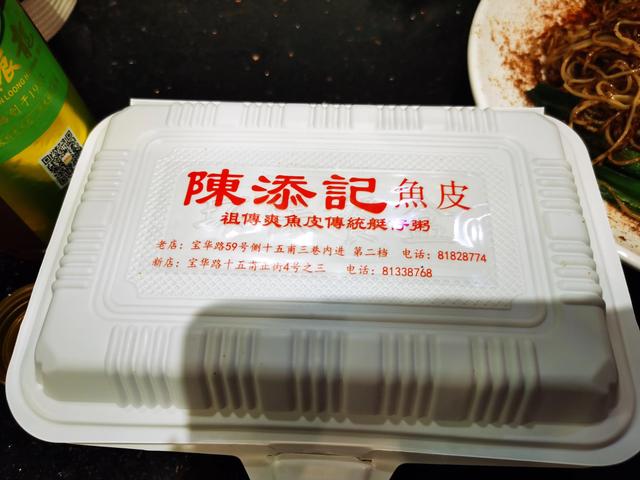 陳添記魚皮
祖傳爽魚皮傳統艇仔粥
老店：宝华路59号侧十五甫三巷内进 第二档 电话：81828774
新店：宝华路十五甫正街4号之三 电话：81338768